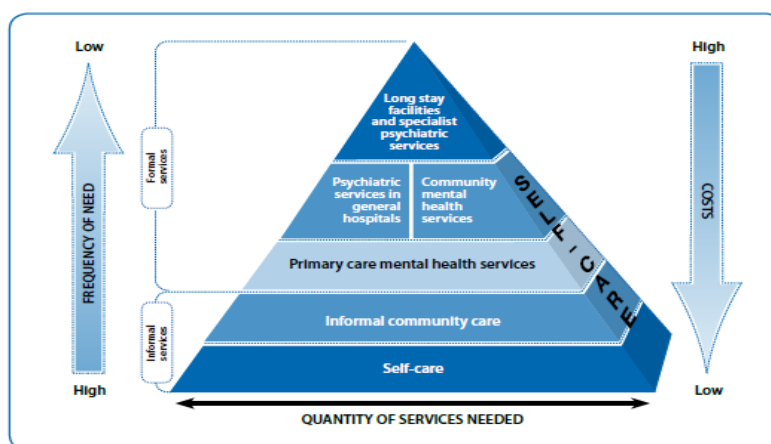 Low
High
Long stay
facilities
and specialist
psychiatric
services
FREQUENCY OF NEED
Formal
services
Psychiatric
services in
general
hospitals
Community
mental
health
services
SELF-CARE
COSTS
Primary care mental health services
Informal
services
Informal community care
Self-care
High
Low
QUANTITY OF SERVICES NEEDED